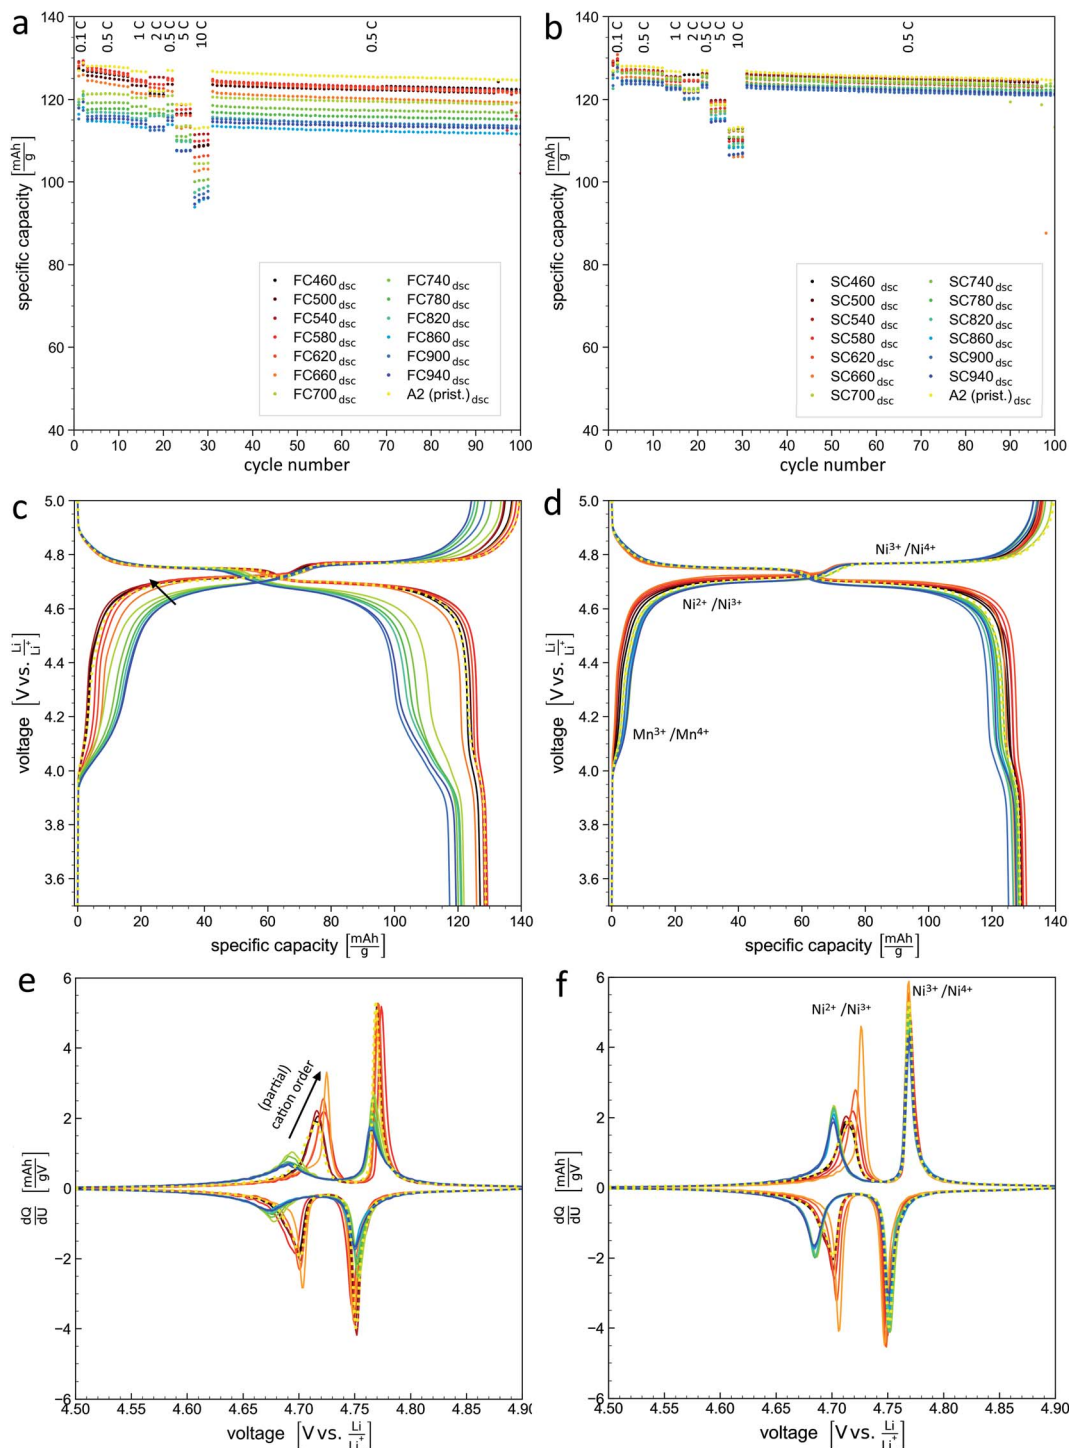 a
140
120
100
80
60
40
0.1 C
0.5 C
1 C
2 C
0.5 C
5 C
10 C
0.5 C
specific capacity [mAh/g]
FC460dsc
FC500dsc
FC540dsc
FC580dsc
FC620dsc
FC660dsc
FC700dsc
FC740dsc
FC780dsc
FC820dsc
FC860dsc
FC900dsc
FC940dsc
A2 (prist.)dsc
0 10 20 30 40 50 60 70 80 90 100
cycle number
b
140
120
100
80
60
40
0.1 C
0.5 C
1 C
2 C
0.5 C
5 C
10 C
0.5 C
specific capacity [mAh/g]
SC460 dsc
SC500 dsc
SC540 dsc
SC580 dsc
SC620 dsc
SC660dsc
SC700 dsc
SC740dsc
SC780dsc
SC820dsc
SC860dsc
SC900dsc
SC940dsc
A2 (prist.)dsc
0 10 20 30 40 50 60 70 80 90 100
cycle number
c
5.0
4.8
4.6
4.4
4.2
4.0
3.8
3.6
voltage [V vs. Li/Li⁺]
0 20 40 60 80 100 120 140
specific capacity [mAh/g]
d
5.0
4.8
4.6
4.4
4.2
4.0
3.8
3.6
voltage [V vs. Li/Li⁺]
Ni³⁺/Ni⁴⁺
Ni²⁺/Ni³⁺
Mn³⁺/Mn⁴⁺
0 20 40 60 80 100 120 140
specific capacity [mAh/g]
e
6
4
2
0
−2
−4
−6
dQ/dU [mAh/gV]
(partial)
cation order
4.50 4.55 4.60 4.65 4.70 4.75 4.80 4.85 4.90
voltage [V vs. Li/Li⁺]
f
6
4
2
0
−2
−4
−6
dQ/dU [mAh/gV]
Ni²⁺/Ni³⁺
Ni³⁺/Ni⁴⁺
4.50 4.55 4.60 4.65 4.70 4.75 4.80 4.85 4.90
voltage [V vs. Li/Li⁺]